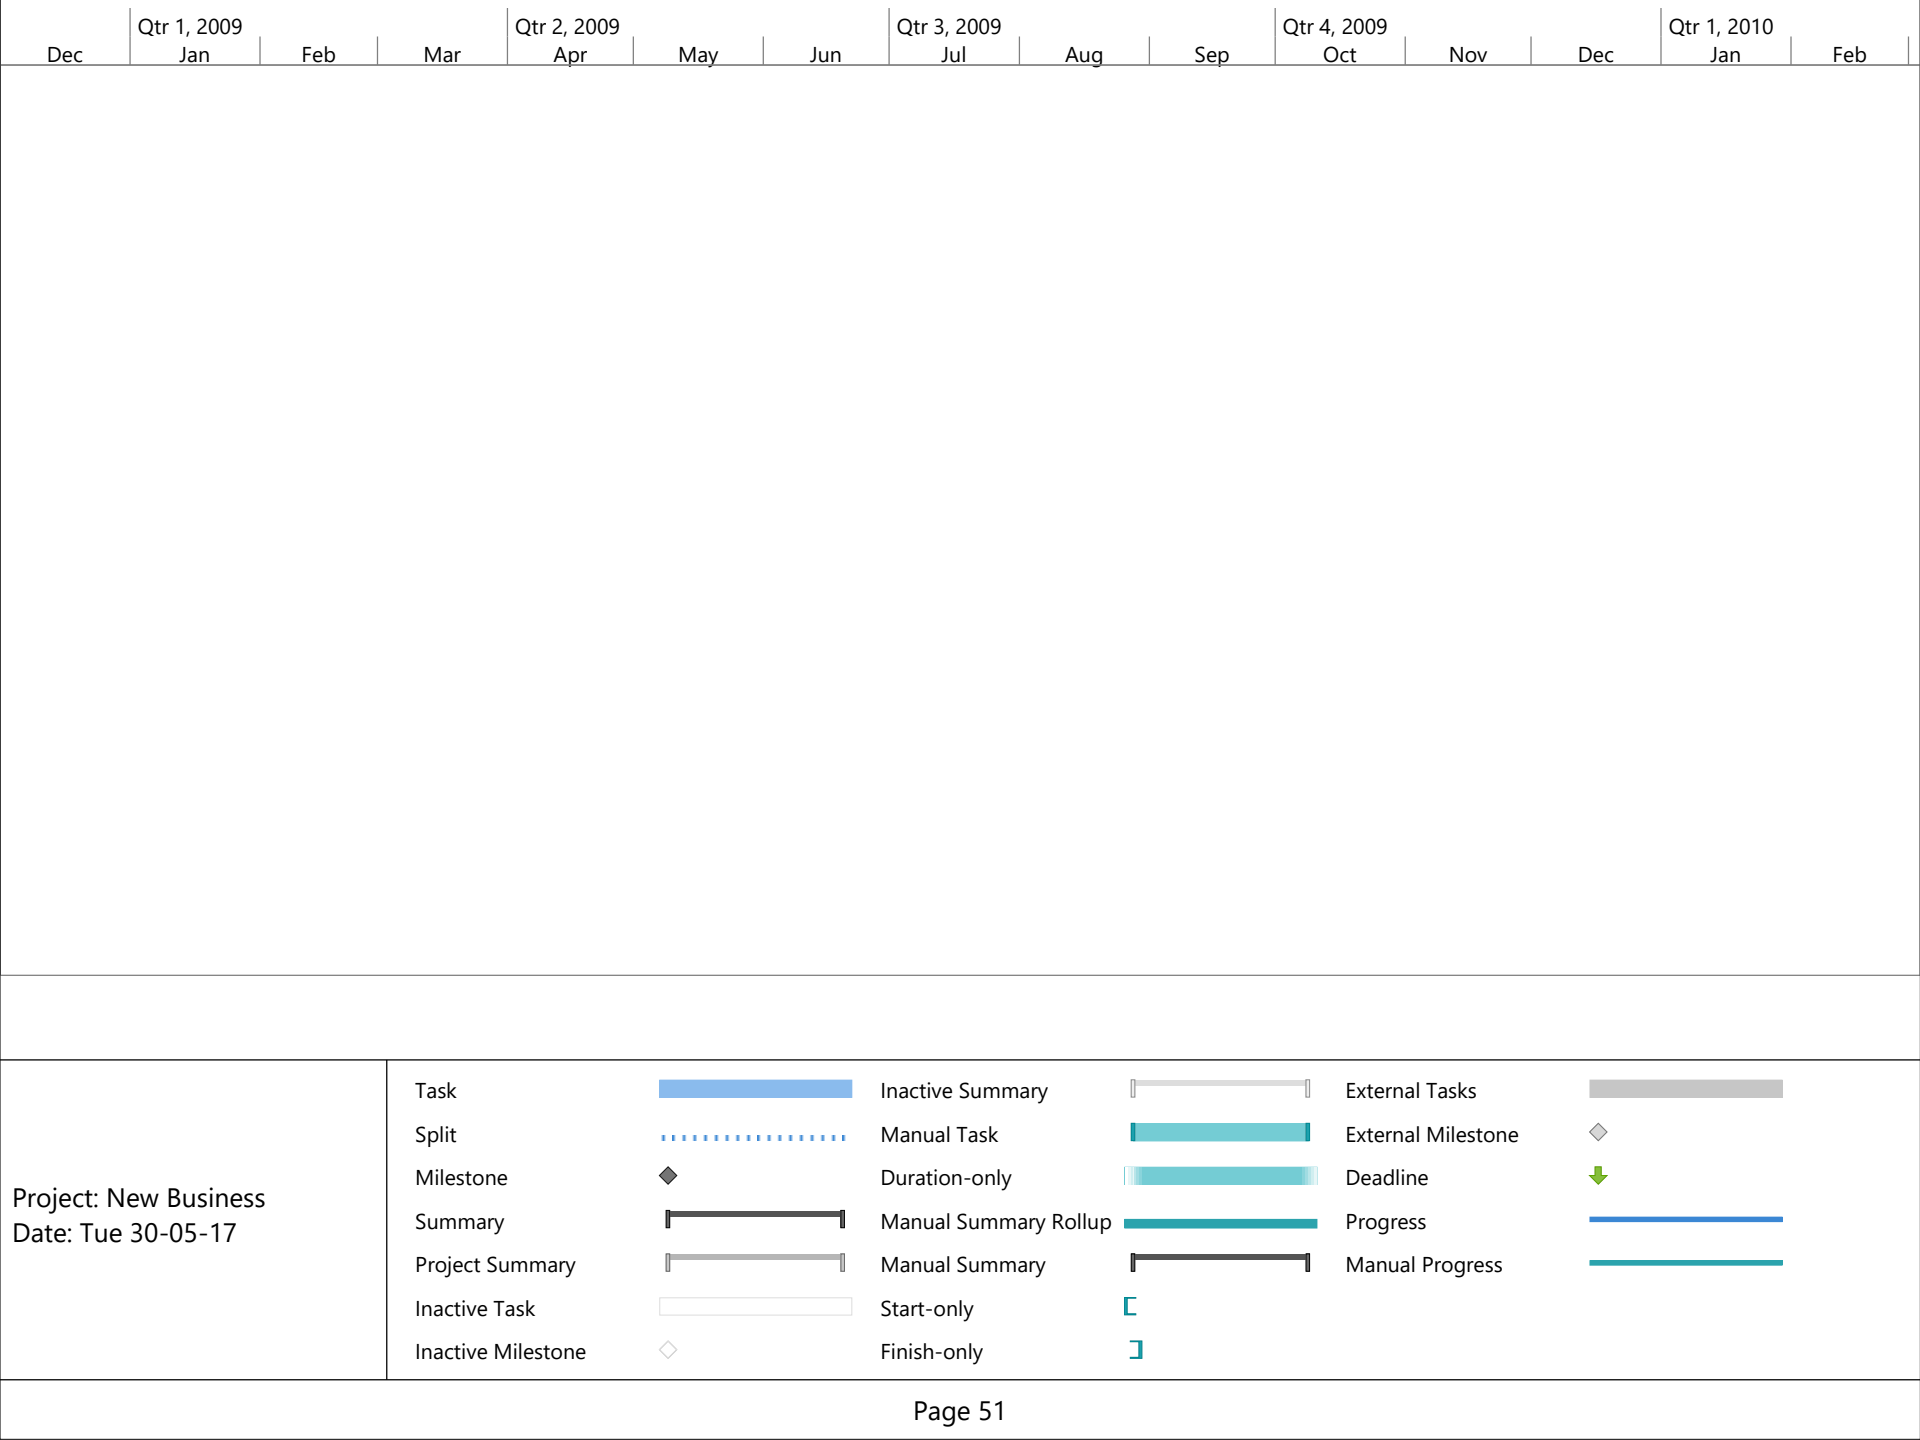 Qtr 1, 2009 Qtr 2, 2009 Qtr 3, 2009 Qtr 4, 2009 Qtr 1, 2010
Dec Jan Feb Mar Apr May Jun Jul Aug Sep Oct Nov Dec Jan Feb
Project: New Business
Date: Tue 30-05-17
Task
Split
Milestone
Summary
Project Summary
Inactive Task
Inactive Milestone
Inactive Summary
Manual Task
Duration-only
Manual Summary Rollup
Manual Summary
Start-only
Finish-only
External Tasks
External Milestone
Deadline
Progress
Manual Progress
Page 51